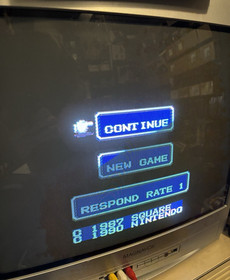 CONTINUE
NEW GAME
RESPOND RATE 1
© 1987 SQUARE
© 1990 NINTENDO